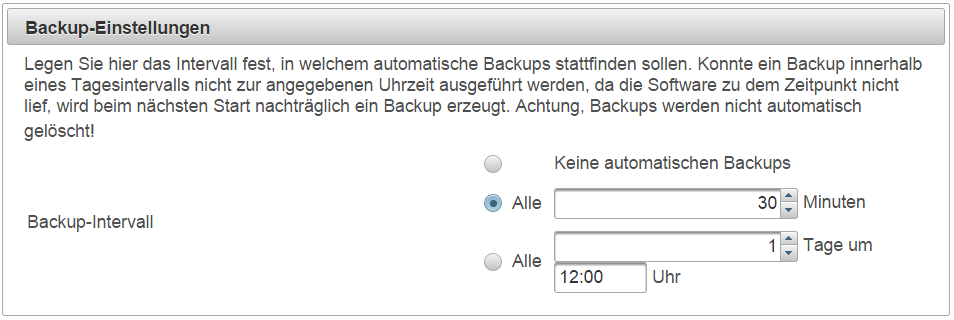 Backup-Einstellungen
Legen Sie hier das Intervall fest, in welchem automatische Backups stattfinden sollen. Konnte ein Backup innerhalb
eines Tagesintervalls nicht zur angegebenen Uhrzeit ausgeführt werden, da die Software zu dem Zeitpunkt nicht
lief, wird beim nächsten Start nachträglich ein Backup erzeugt. Achtung, Backups werden nicht automatisch
gelöscht!
Keine automatischen Backups
Alle 30 Minuten
Backup-Intervall
Alle 1 Tage um
12:00 Uhr